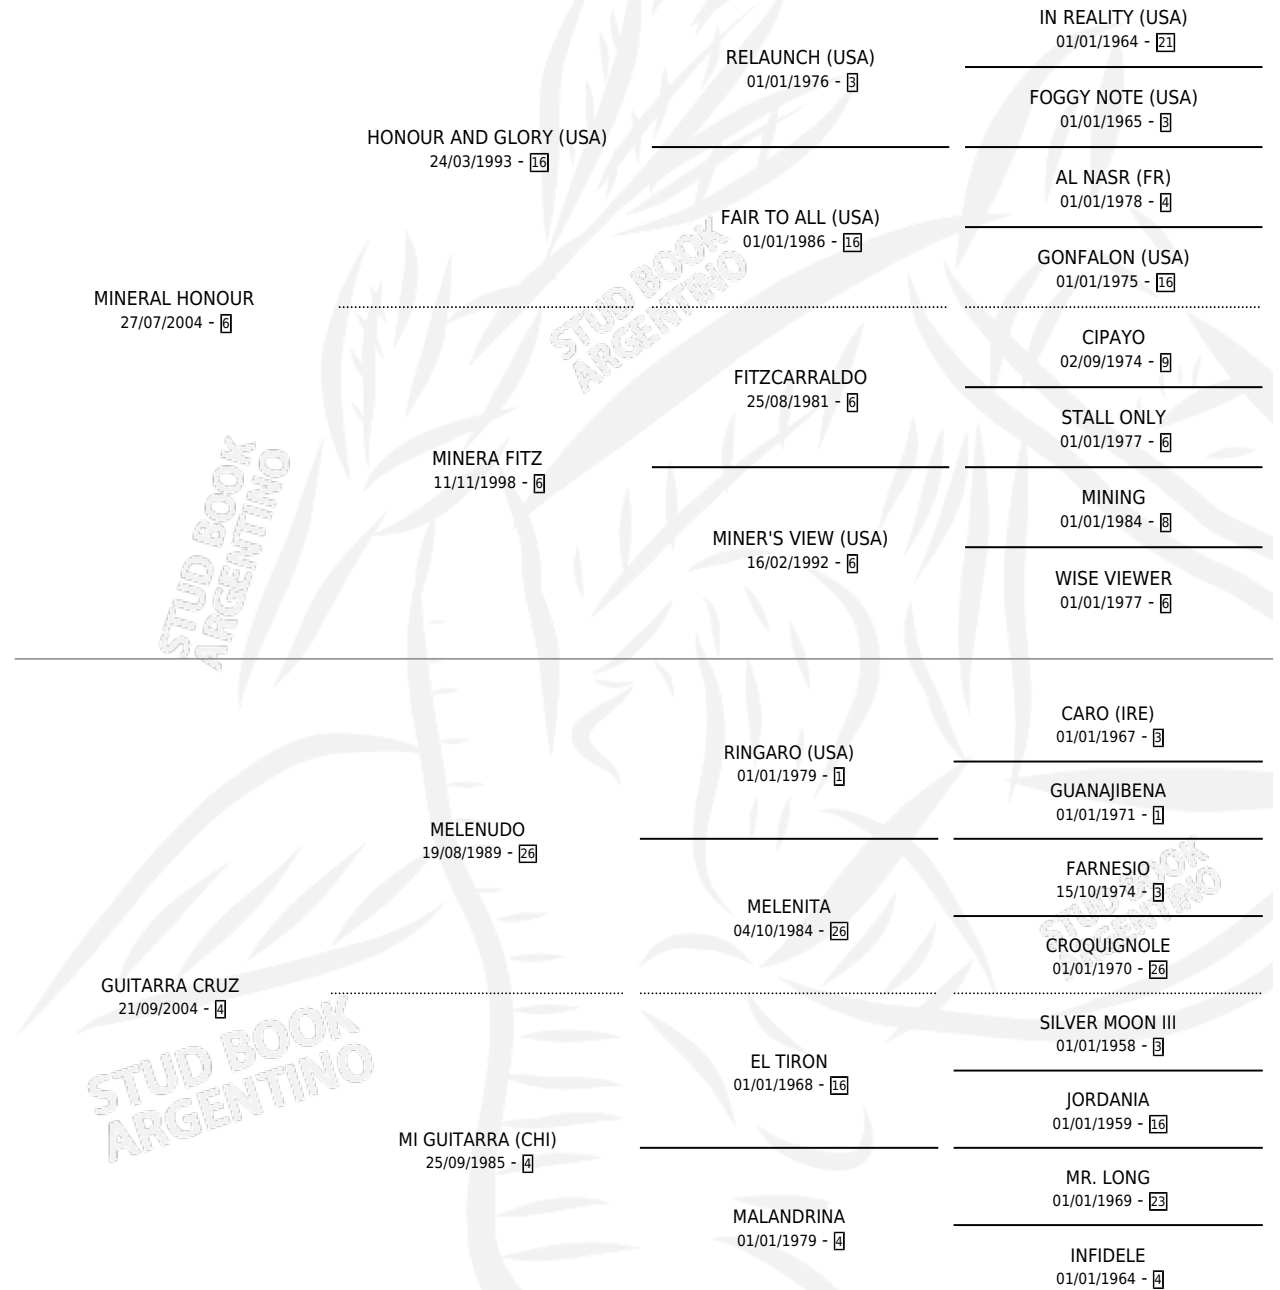 IN REALITY (USA)
01/01/1964 - 21
RELAUNCH (USA)
01/01/1976 - 3
FOGGY NOTE (USA)
01/01/1965 - 3
HONOUR AND GLORY (USA)
24/03/1993 - 16
AL NASR (FR)
01/01/1978 - 4
FAIR TO ALL (USA)
01/01/1986 - 16
GONFALON (USA)
01/01/1975 - 16
MINERAL HONOUR
27/07/2004 - 6
STUD BOOK
ARGENTINO
CIPAYO
02/09/1974 - 9
FITZCARRALDO
25/08/1981 - 6
STALL ONLY
01/01/1977 - 6
MINERA FITZ
11/11/1998 - 6
MINING
01/01/1984 - 8
MINER'S VIEW (USA)
16/02/1992 - 6
WISE VIEWER
01/01/1977 - 6
STUD BOOK
ARGENTINO
CARO (IRE)
01/01/1967 - 3
RINGARO (USA)
01/01/1979 - 1
GUANAJIBENA
01/01/1971 - 1
MELENUDO
19/08/1989 - 26
FARNESIO
15/10/1974 - 3
MELENITA
04/10/1984 - 26
STUD BOOK
ARGENTINO
CROQUIGNOLE
01/01/1970 - 26
GUITARRA CRUZ
21/09/2004 - 4
STUD BOOK
ARGENTINO
SILVER MOON III
01/01/1958 - 3
EL TIRON
01/01/1968 - 16
JORDANIA
01/01/1959 - 16
MI GUITARRA (CHI)
25/09/1985 - 4
MR. LONG
01/01/1969 - 23
MALANDRINA
01/01/1979 - 4
INFIDELE
01/01/1964 - 4